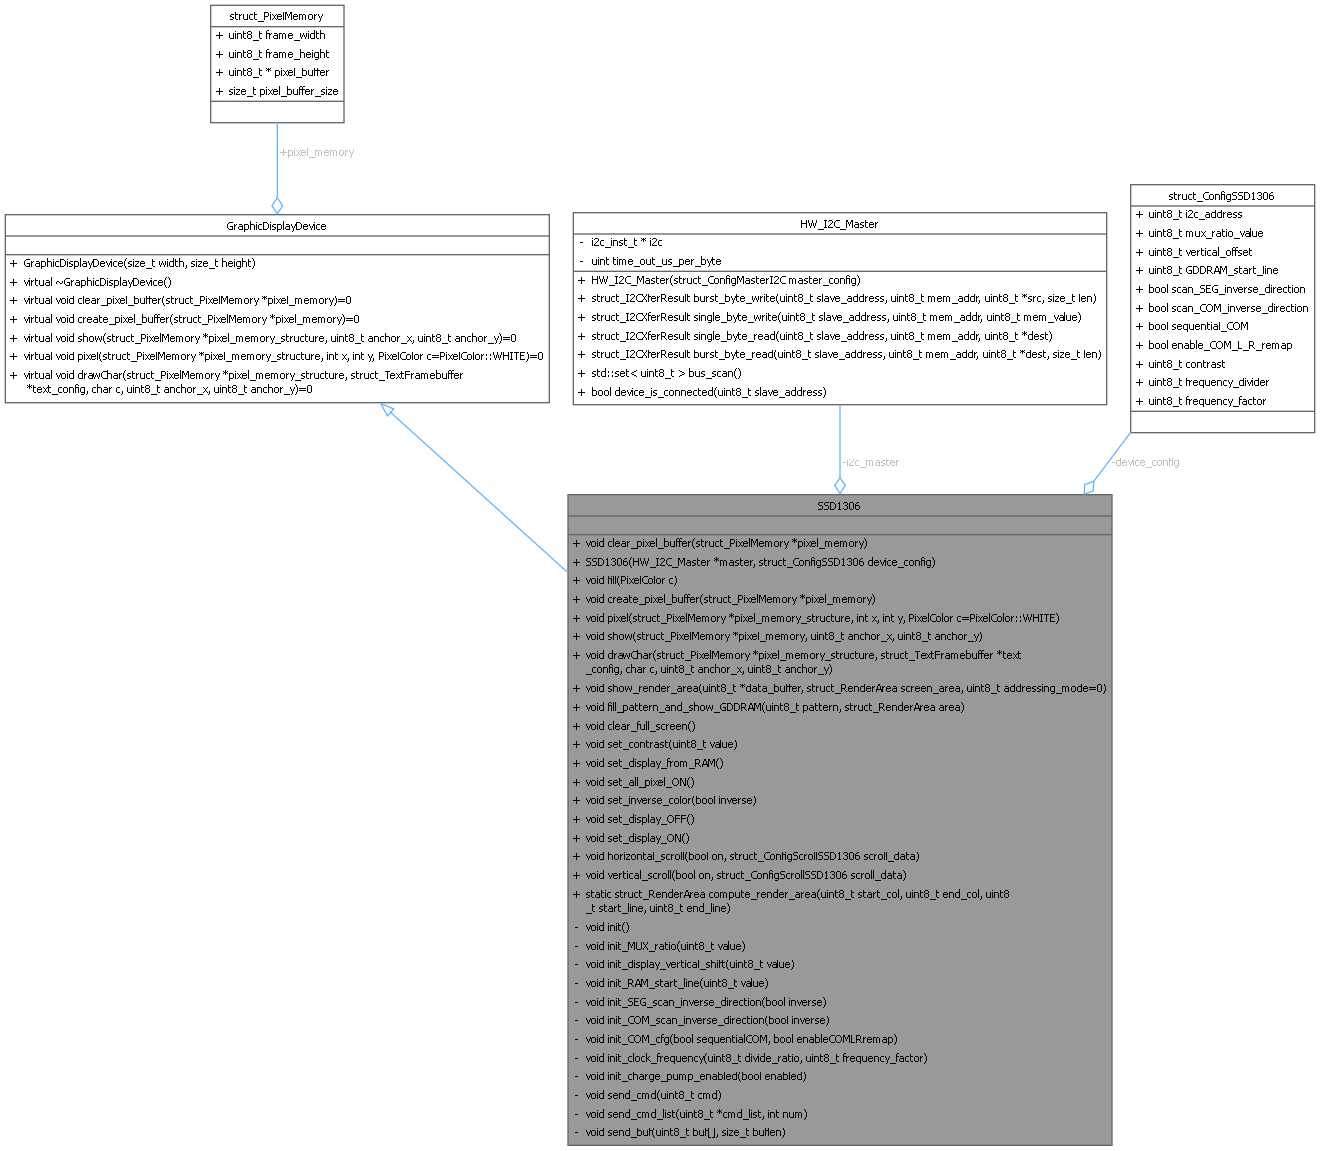 struct_PixelMemory
+ uint8_t frame_width
+ uint8_t frame_height
+ uint8_t * pixel_buffer
+ size_t pixel_buffer_size
+pixel_memory
GraphicDisplayDevice
+ GraphicDisplayDevice(size_t width, size_t height)
+ virtual ~GraphicDisplayDevice()
+ virtual void clear_pixel_buffer(struct_PixelMemory *pixel_memory)=0
+ virtual void create_pixel_buffer(struct_PixelMemory *pixel_memory)=0
+ virtual void show(struct_PixelMemory *pixel_memory_structure, uint8_t anchor_x, uint8_t anchor_y)=0
+ virtual void pixel(struct_PixelMemory *pixel_memory_structure, int x, int y, PixelColor c=PixelColor::WHITE)=0
+ virtual void drawChar(struct_PixelMemory *pixel_memory_structure, struct_TextFramebuffer
*text_config, char c, uint8_t anchor_x, uint8_t anchor_y)=0
HW_I2C_Master
- i2c_inst_t * i2c
- uint time_out_us_per_byte
+ HW_I2C_Master(struct_ConfigMasterI2C master_config)
+ struct_I2CXferResult burst_byte_write(uint8_t slave_address, uint8_t mem_addr, uint8_t *src, size_t len)
+ struct_I2CXferResult single_byte_write(uint8_t slave_address, uint8_t mem_addr, uint8_t mem_value)
+ struct_I2CXferResult single_byte_read(uint8_t slave_address, uint8_t mem_addr, uint8_t *dest)
+ struct_I2CXferResult burst_byte_read(uint8_t slave_address, uint8_t mem_addr, uint8_t *dest, size_t len)
+ std::set< uint8_t > bus_scan()
+ bool device_is_connected(uint8_t slave_address)
-i2c_master
struct_ConfigSSD1306
+ uint8_t i2c_address
+ uint8_t mux_ratio_value
+ uint8_t vertical_offset
+ uint8_t GDDRAM_start_line
+ bool scan_SEG_inverse_direction
+ bool scan_COM_inverse_direction
+ bool sequential_COM
+ bool enable_COM_L_R_remap
+ uint8_t contrast
+ uint8_t frequency_divider
+ uint8_t frequency_factor
-device_config
SSD1306
+ void clear_pixel_buffer(struct_PixelMemory *pixel_memory)
+ SSD1306(HW_I2C_Master *master, struct_ConfigSSD1306 device_config)
+ void fill(PixelColor c)
+ void create_pixel_buffer(struct_PixelMemory *pixel_memory)
+ void pixel(struct_PixelMemory *pixel_memory_structure, int x, int y, PixelColor c=PixelColor::WHITE)
+ void show(struct_PixelMemory *pixel_memory, uint8_t anchor_x, uint8_t anchor_y)
+ void drawChar(struct_PixelMemory *pixel_memory_structure, struct_TextFramebuffer *text
_config, char c, uint8_t anchor_x, uint8_t anchor_y)
+ void show_render_area(uint8_t *data_buffer, struct_RenderArea screen_area, uint8_t addressing_mode=0)
+ void fill_pattern_and_show_GDDRAM(uint8_t pattern, struct_RenderArea area)
+ void clear_full_screen()
+ void set_contrast(uint8_t value)
+ void set_display_from_RAM()
+ void set_all_pixel_ON()
+ void set_inverse_color(bool inverse)
+ void set_display_OFF()
+ void set_display_ON()
+ void horizontal_scroll(bool on, struct_ConfigScrollSSD1306 scroll_data)
+ void vertical_scroll(bool on, struct_ConfigScrollSSD1306 scroll_data)
+ static struct_RenderArea compute_render_area(uint8_t start_col, uint8_t end_col, uint8
_t start_line, uint8_t end_line)
- void init()
- void init_MUX_ratio(uint8_t value)
- void init_display_vertical_shift(uint8_t value)
- void init_RAM_start_line(uint8_t value)
- void init_SEG_scan_inverse_direction(bool inverse)
- void init_COM_scan_inverse_direction(bool inverse)
- void init_COM_cfg(bool sequentialCOM, bool enableCOMLRremap)
- void init_clock_frequency(uint8_t divide_ratio, uint8_t frequency_factor)
- void init_charge_pump_enabled(bool enabled)
- void send_cmd(uint8_t cmd)
- void send_cmd_list(uint8_t *cmd_list, int num)
- void send_buf(uint8_t buf[], size_t buflen)